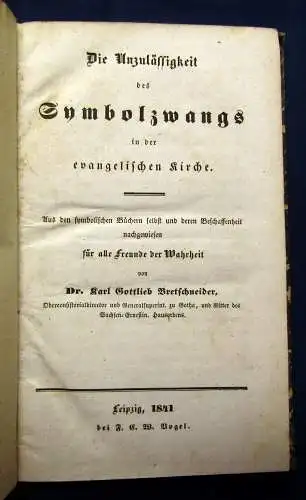 Die Unzulässigkeit
des
Symbolzwangs
in der
evangelischen Kirche.
Aus den symbolischen Büchern selbst und deren Beschaffenheit
nachgewiesen
für alle Freunde der Wahrheit
von
Dr. Karl Gottlieb Bretschneider,
Oberconsistorialdirector und Generalsuperint. zu Gotha, und Ritter des
Sachsen-Ernestin. Hausordens.
Leipzig, 1841
bei F. C. W. Vogel.